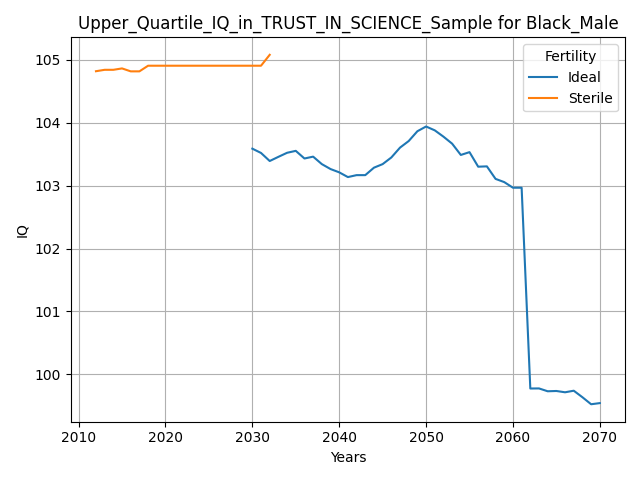 Upper_Quartile_IQ_in_TRUST_IN_SCIENCE_Sample for Black_Male
Fertility
Ideal
Sterile
105
104
103
102
101
100
IQ
2010
2020
2030
2040
2050
2060
2070
Years